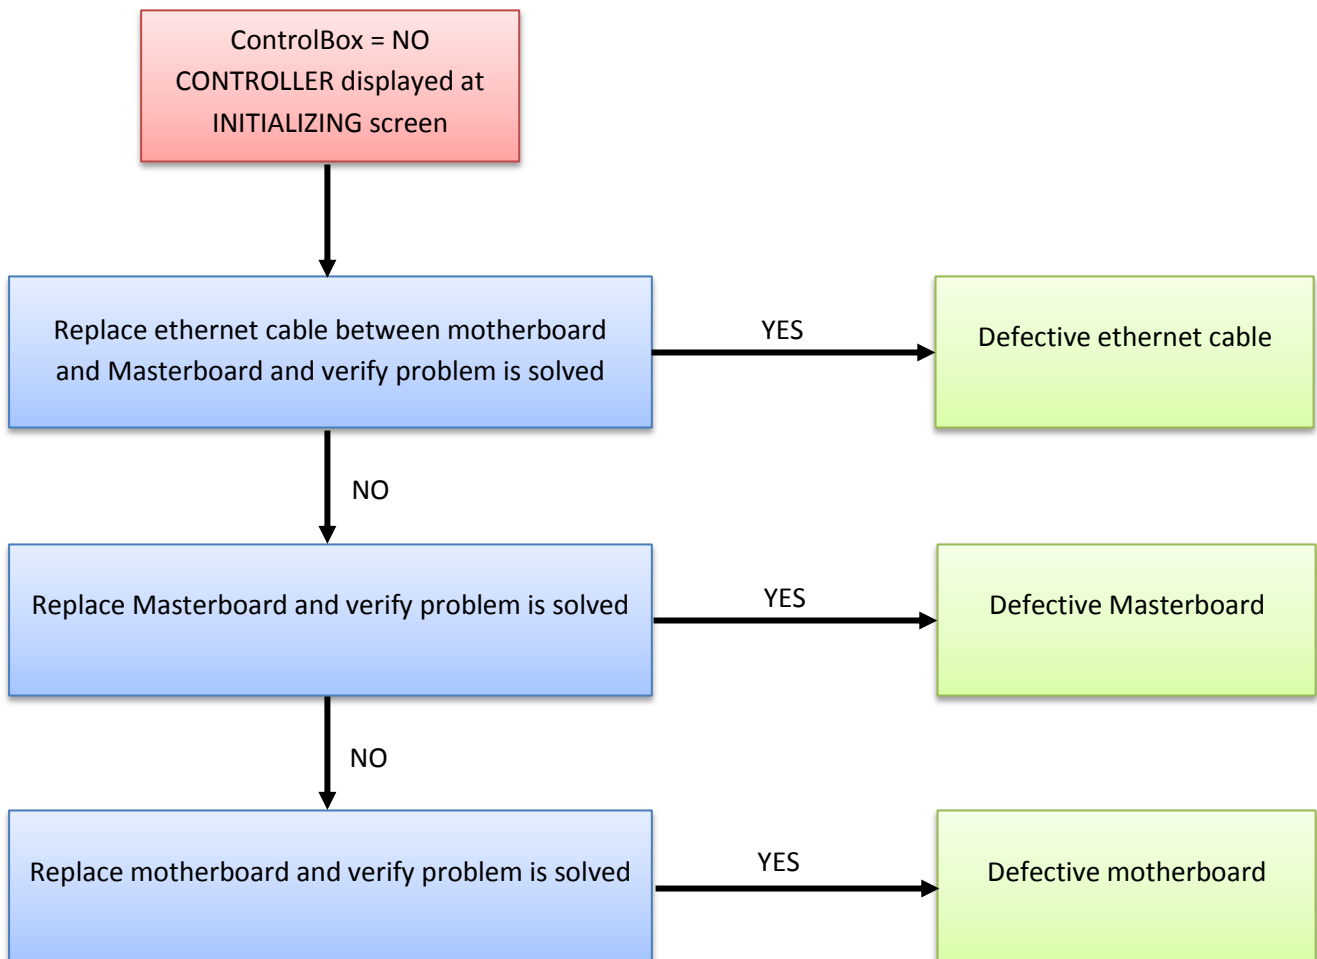 ControlBox = NO
CONTROLLER displayed at
INITIALIZING screen
Replace ethernet cable between motherboard
and Masterboard and verify problem is solved
YES
Defective ethernet cable
NO
Replace Masterboard and verify problem is solved
YES
Defective Masterboard
NO
Replace motherboard and verify problem is solved
YES
Defective motherboard